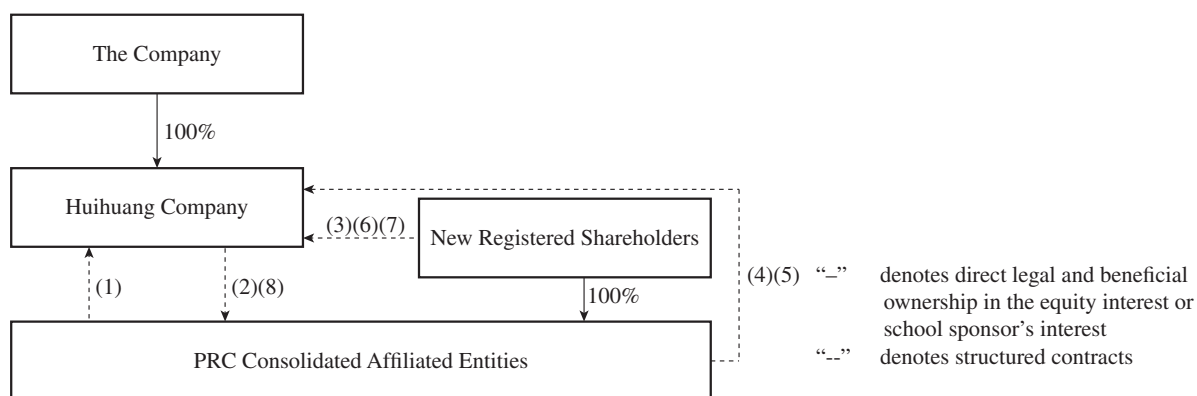 The Company
100%
Huihuang Company
(3)(6)(7)
New Registered Shareholders
(1)
(2)(8)
100%
(4)(5)
PRC Consolidated Affiliated Entities
“–” denotes direct legal and beneficial
ownership in the equity interest or
school sponsor’s interest
“--” denotes structured contracts